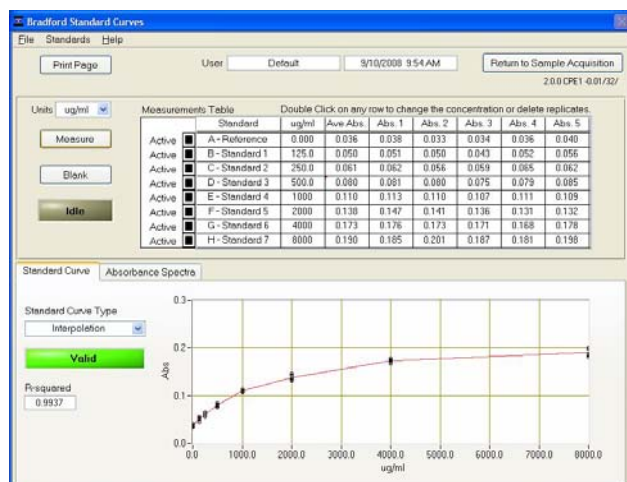 Bradford Standard Curves
File Standards Help
Print Page User Default 9/10/2008 9:54 AM Return to Sample Acquisition
2.0.0 CPE1 -0.01/32/
Units ug/ml Measurements Table Double Click on any row to change the concentration or delete replicates.
Standard ug/ml Ave Abs. Abs. 1 Abs. 2 Abs. 3 Abs. 4 Abs. 5
Active A - Reference 0.000 0.036 0.038 0.033 0.034 0.036 0.040
Active B - Standard 1 125.0 0.050 0.051 0.050 0.043 0.052 0.056
Active C - Standard 2 250.0 0.061 0.062 0.056 0.059 0.065 0.062
Active D - Standard 3 500.0 0.080 0.081 0.080 0.075 0.079 0.085
Active E - Standard 4 1000 0.110 0.113 0.110 0.107 0.111 0.109
Active F - Standard 5 2000 0.138 0.147 0.141 0.136 0.131 0.132
Active G - Standard 6 4000 0.173 0.176 0.173 0.171 0.168 0.178
Active H - Standard 7 8000 0.190 0.185 0.201 0.187 0.181 0.198
Measure
Blank
Idle
Standard Curve Absorbance Spectra
Standard Curve Type
Interpolation
Valid
R-squared
0.9937
Abs
0.3
0.2
0.1
0.0
0.0 1000.0 2000.0 3000.0 4000.0 5000.0 6000.0 7000.0 8000.0
ug/ml